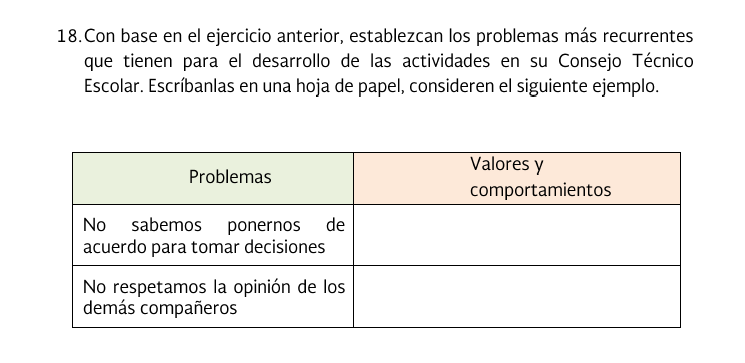 18.Con base en el ejercicio anterior, establezcan los problemas más recurrentes
que tienen para el desarrollo de las actividades en su Consejo Técnico
Escolar. Escríbanlas en una hoja de papel, consideren el siguiente ejemplo.
Problemas
Valores y
comportamientos
No sabemos ponernos de
acuerdo para tomar decisiones
No respetamos la opinión de los
demás compañeros